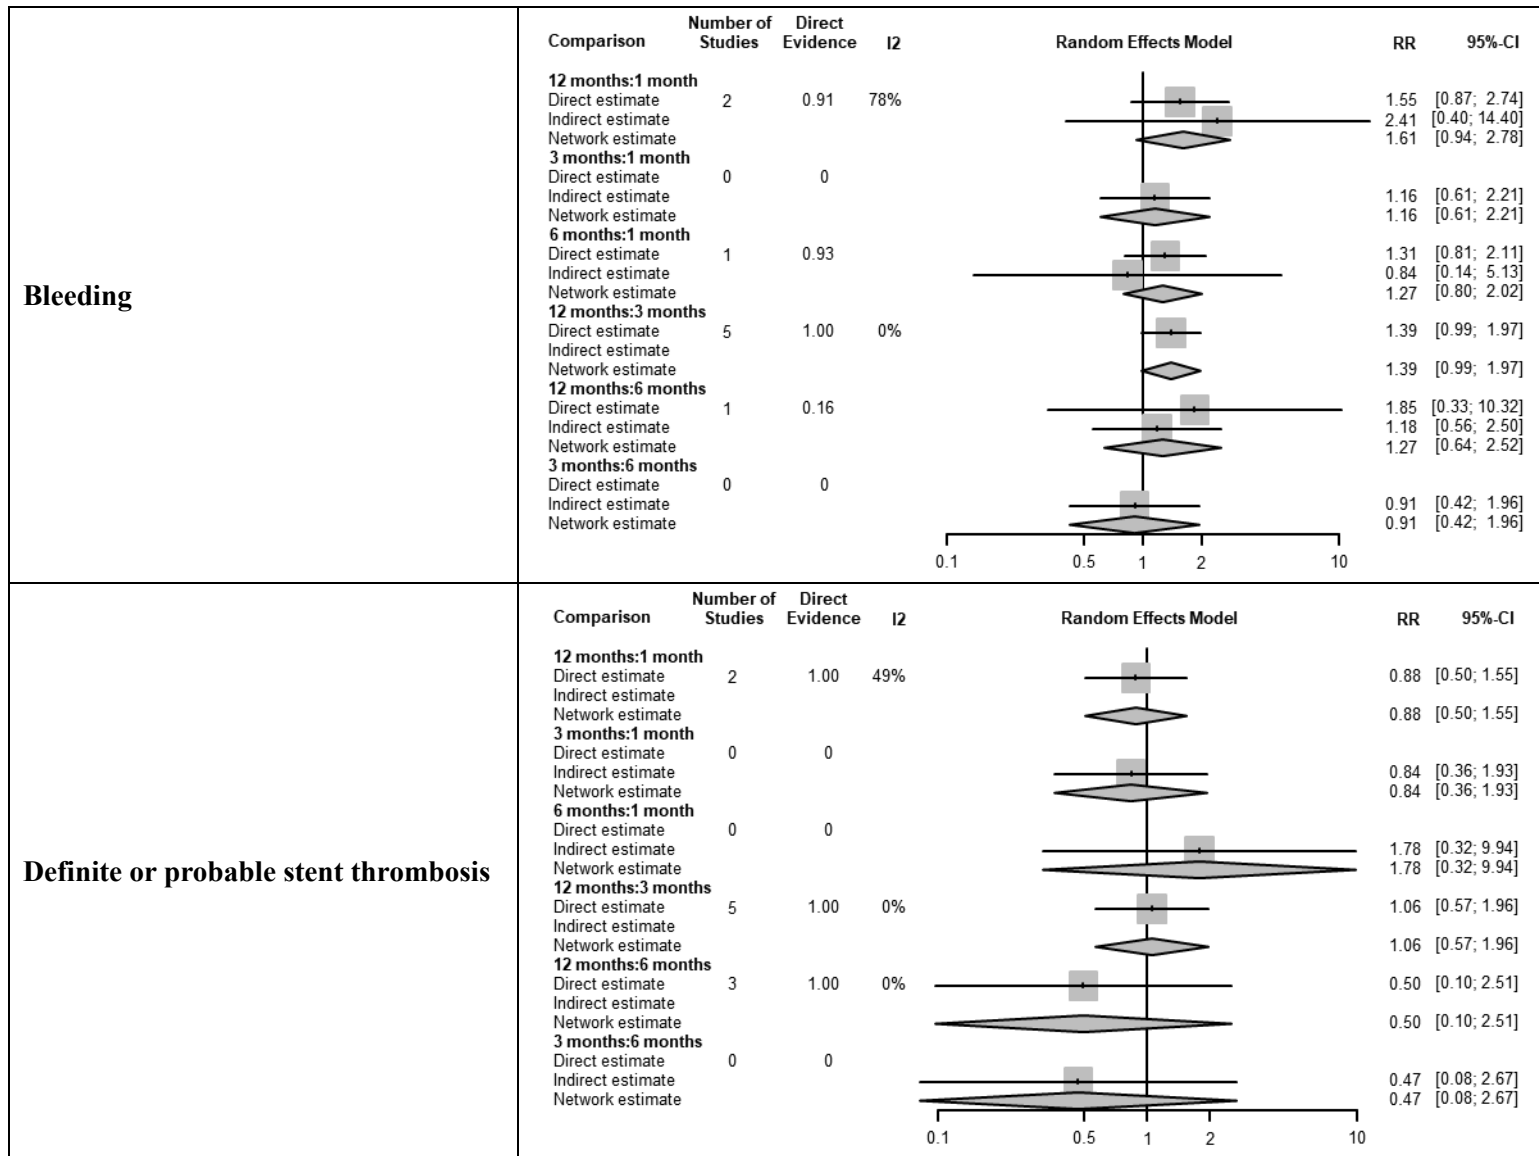 Bleeding
Number of Direct
Comparison Studies Evidence I2 Random Effects Model RR 95%-CI
12 months:1 month
Direct estimate 2 0.91 78% 1.55 [0.87; 2.74]
Indirect estimate 2.41 [0.40; 14.40]
Network estimate 1.61 [0.94; 2.78]
3 months:1 month
Direct estimate 0 0
Indirect estimate 1.16 [0.61; 2.21]
Network estimate 1.16 [0.61; 2.21]
6 months:1 month
Direct estimate 1 0.93 1.31 [0.81; 2.11]
Indirect estimate 0.84 [0.14; 5.13]
Network estimate 1.27 [0.80; 2.02]
12 months:3 months
Direct estimate 5 1.00 0% 1.39 [0.99; 1.97]
Indirect estimate
Network estimate 1.39 [0.99; 1.97]
12 months:6 months
Direct estimate 1 0.16 1.85 [0.33; 10.32]
Indirect estimate 1.18 [0.56; 2.50]
Network estimate 1.27 [0.64; 2.52]
3 months:6 months
Direct estimate 0 0
Indirect estimate 0.91 [0.42; 1.96]
Network estimate 0.91 [0.42; 1.96]
0.1 0.5 1 2 10
Definite or probable stent thrombosis
Number of Direct
Comparison Studies Evidence I2 Random Effects Model RR 95%-CI
12 months:1 month
Direct estimate 2 1.00 49% 0.88 [0.50; 1.55]
Indirect estimate
Network estimate 0.88 [0.50; 1.55]
3 months:1 month
Direct estimate 0 0
Indirect estimate 0.84 [0.36; 1.93]
Network estimate 0.84 [0.36; 1.93]
6 months:1 month
Direct estimate 0 0
Indirect estimate 1.78 [0.32; 9.94]
Network estimate 1.78 [0.32; 9.94]
12 months:3 months
Direct estimate 5 1.00 0% 1.06 [0.57; 1.96]
Indirect estimate
Network estimate 1.06 [0.57; 1.96]
12 months:6 months
Direct estimate 3 1.00 0% 0.50 [0.10; 2.51]
Indirect estimate
Network estimate 0.50 [0.10; 2.51]
3 months:6 months
Direct estimate 0 0
Indirect estimate 0.47 [0.08; 2.67]
Network estimate 0.47 [0.08; 2.67]
0.1 0.5 1 2 10